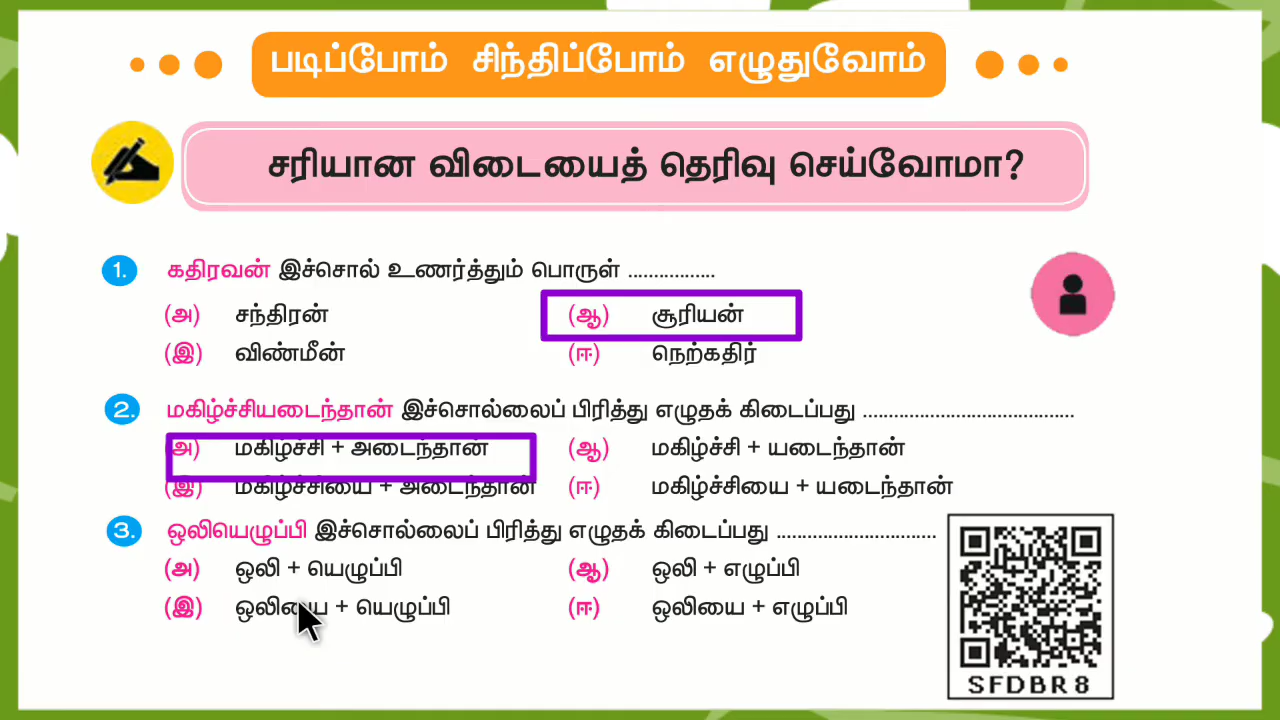 படிப்போம் சிந்திப்போம் எழுதுவோம்
சரியான விடையைத் தெரிவு செய்வோமா?
1. கதிரவன் இச்சொல் உணர்த்தும் பொருள் .................
(அ) சந்திரன் (ஆ) சூரியன்
(இ) விண்மீன் (ஈ) நெற்கதிர்
2. மகிழ்ச்சியடைந்தான் இச்சொல்லைப் பிரித்து எழுதக் கிடைப்பது .........................................
(அ) மகிழ்ச்சி + அடைந்தான் (ஆ) மகிழ்ச்சி + யடைந்தான்
(இ) மகிழ்ச்சியை + அடைந்தான் (ஈ) மகிழ்ச்சியை + யடைந்தான்
3. ஒலியெழுப்பி இச்சொல்லைப் பிரித்து எழுதக் கிடைப்பது ...............................
(அ) ஒலி + யெழுப்பி (ஆ) ஒலி + எழுப்பி
(இ) ஒலியை + யெழுப்பி (ஈ) ஒலியை + எழுப்பி
SFDBR8